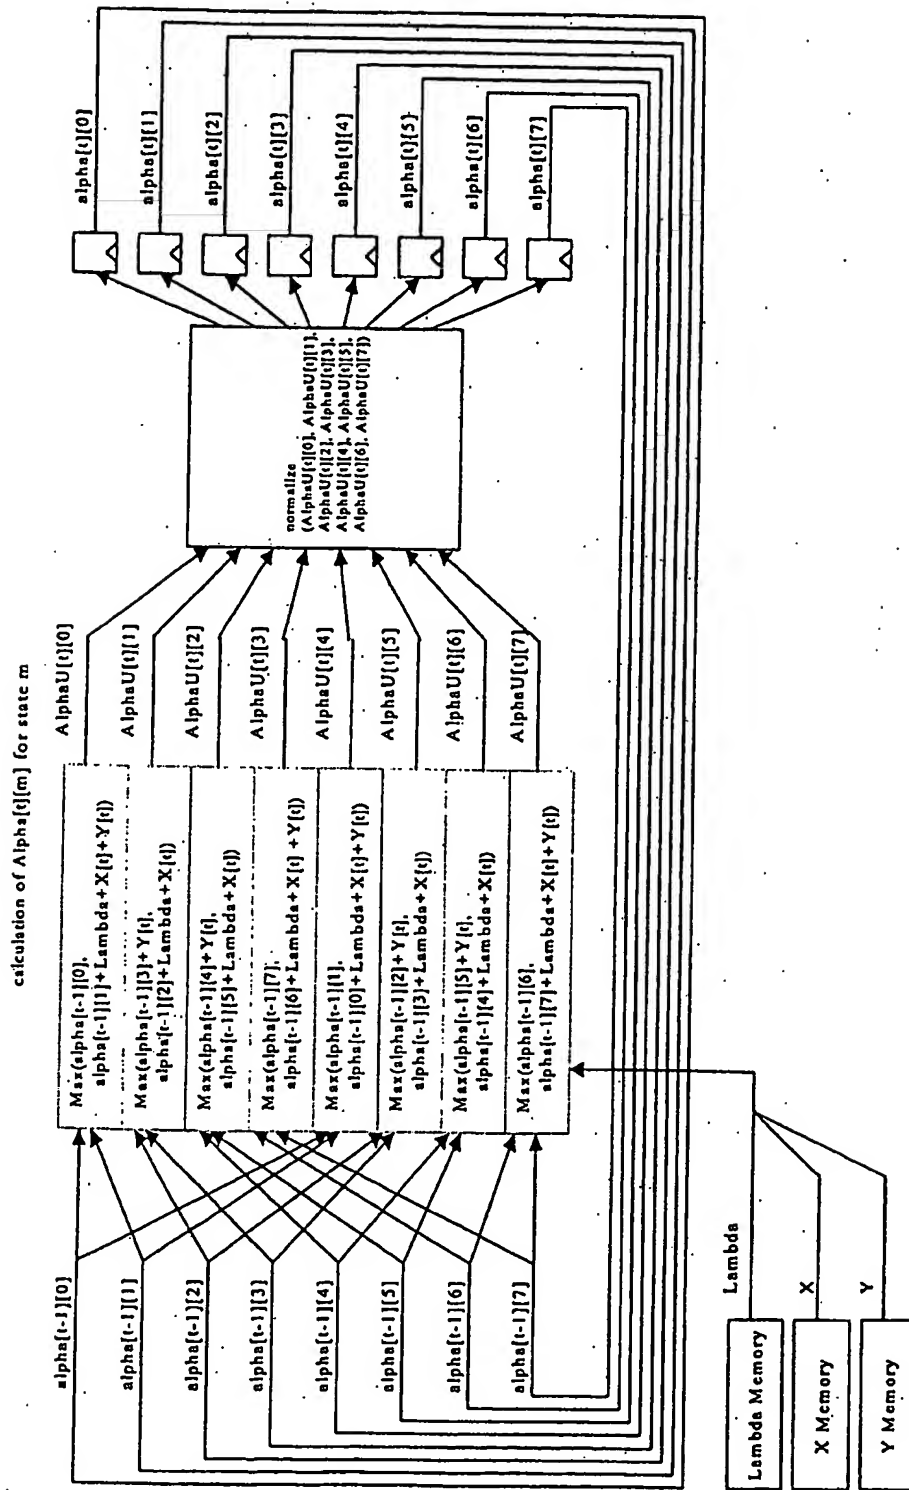 calculation of Alpha[t][m] for state m
alpha[t-1][0]
alpha[t-1][1]
alpha[t-1][2]
alpha[t-1][3]
alpha[t-1][4]
alpha[t-1][5]
alpha[t-1][6]
alpha[t-1][7]
Max(alpha[t-1][0],
alpha[t-1][1]+Lambda+X[t]+Y[t])
Max(alpha[t-1][3]+Y[t],
alpha[t-1][2]+Lambda+X[t])
Max(alpha[t-1][4]+Y[t],
alpha[t-1][5]+Lambda+X[t])
Max(alpha[t-1][7],
alpha[t-1][6]+Lambda+X[t]+Y[t])
Max(alpha[t-1][1],
alpha[t-1][0]+Lambda+X[t]+Y[t])
Max(alpha[t-1][2]+Y[t],
alpha[t-1][3]+Lambda+X[t])
Max(alpha[t-1][5]+Y[t],
alpha[t-1][4]+Lambda+X[t])
Max(alpha[t-1][6],
alpha[t-1][7]+Lambda+X[t]+Y[t])
AlphaU[t][0]
AlphaU[t][1]
AlphaU[t][2]
AlphaU[t][3]
AlphaU[t][4]
AlphaU[t][5]
AlphaU[t][6]
AlphaU[t][7]
normalize
(AlphaU[t][0], AlphaU[t][1],
AlphaU[t][2], AlphaU[t][3],
AlphaU[t][4], AlphaU[t][5],
AlphaU[t][6], AlphaU[t][7])
alpha[t][0]
alpha[t][1]
alpha[t][2]
alpha[t][3]
alpha[t][4]
alpha[t][5]
alpha[t][6]
alpha[t][7]
Lambda Memory
Lambda
X Memory
X
Y Memory
Y